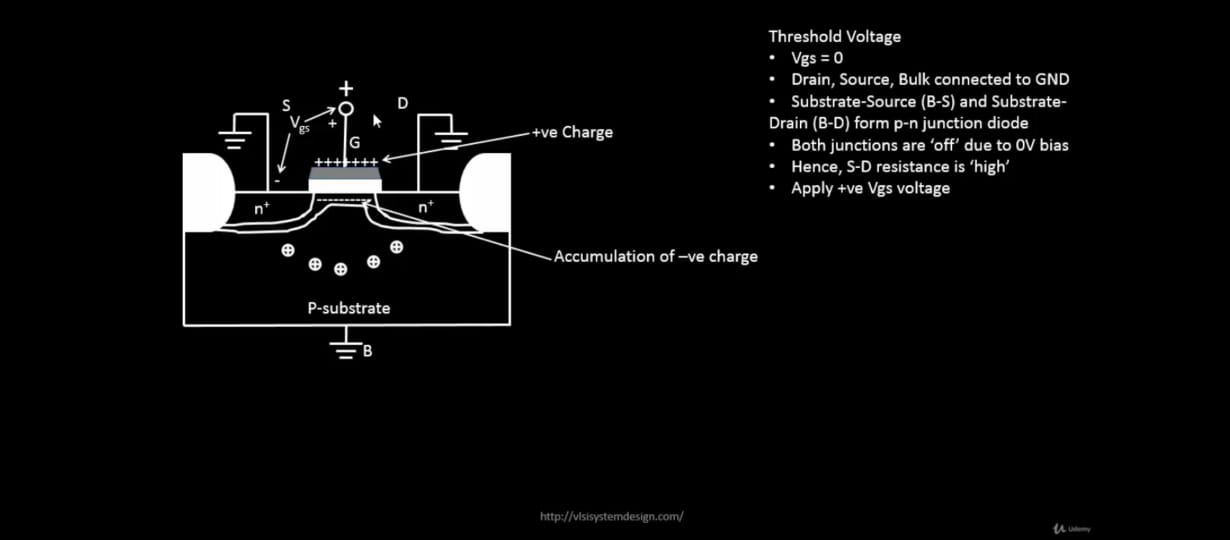 Threshold Voltage
• Vgs = 0
• Drain, Source, Bulk connected to GND
• Substrate-Source (B-S) and Substrate-
Drain (B-D) form p-n junction diode
• Both junctions are ‘off’ due to 0V bias
• Hence, S-D resistance is ‘high’
• Apply +ve Vgs voltage
+
S
D
Vgs
+
G
+ve Charge
+++++++
-
n+
n+
Accumulation of –ve charge
P-substrate
B
http://vlsisystemdesign.com/
Udemy